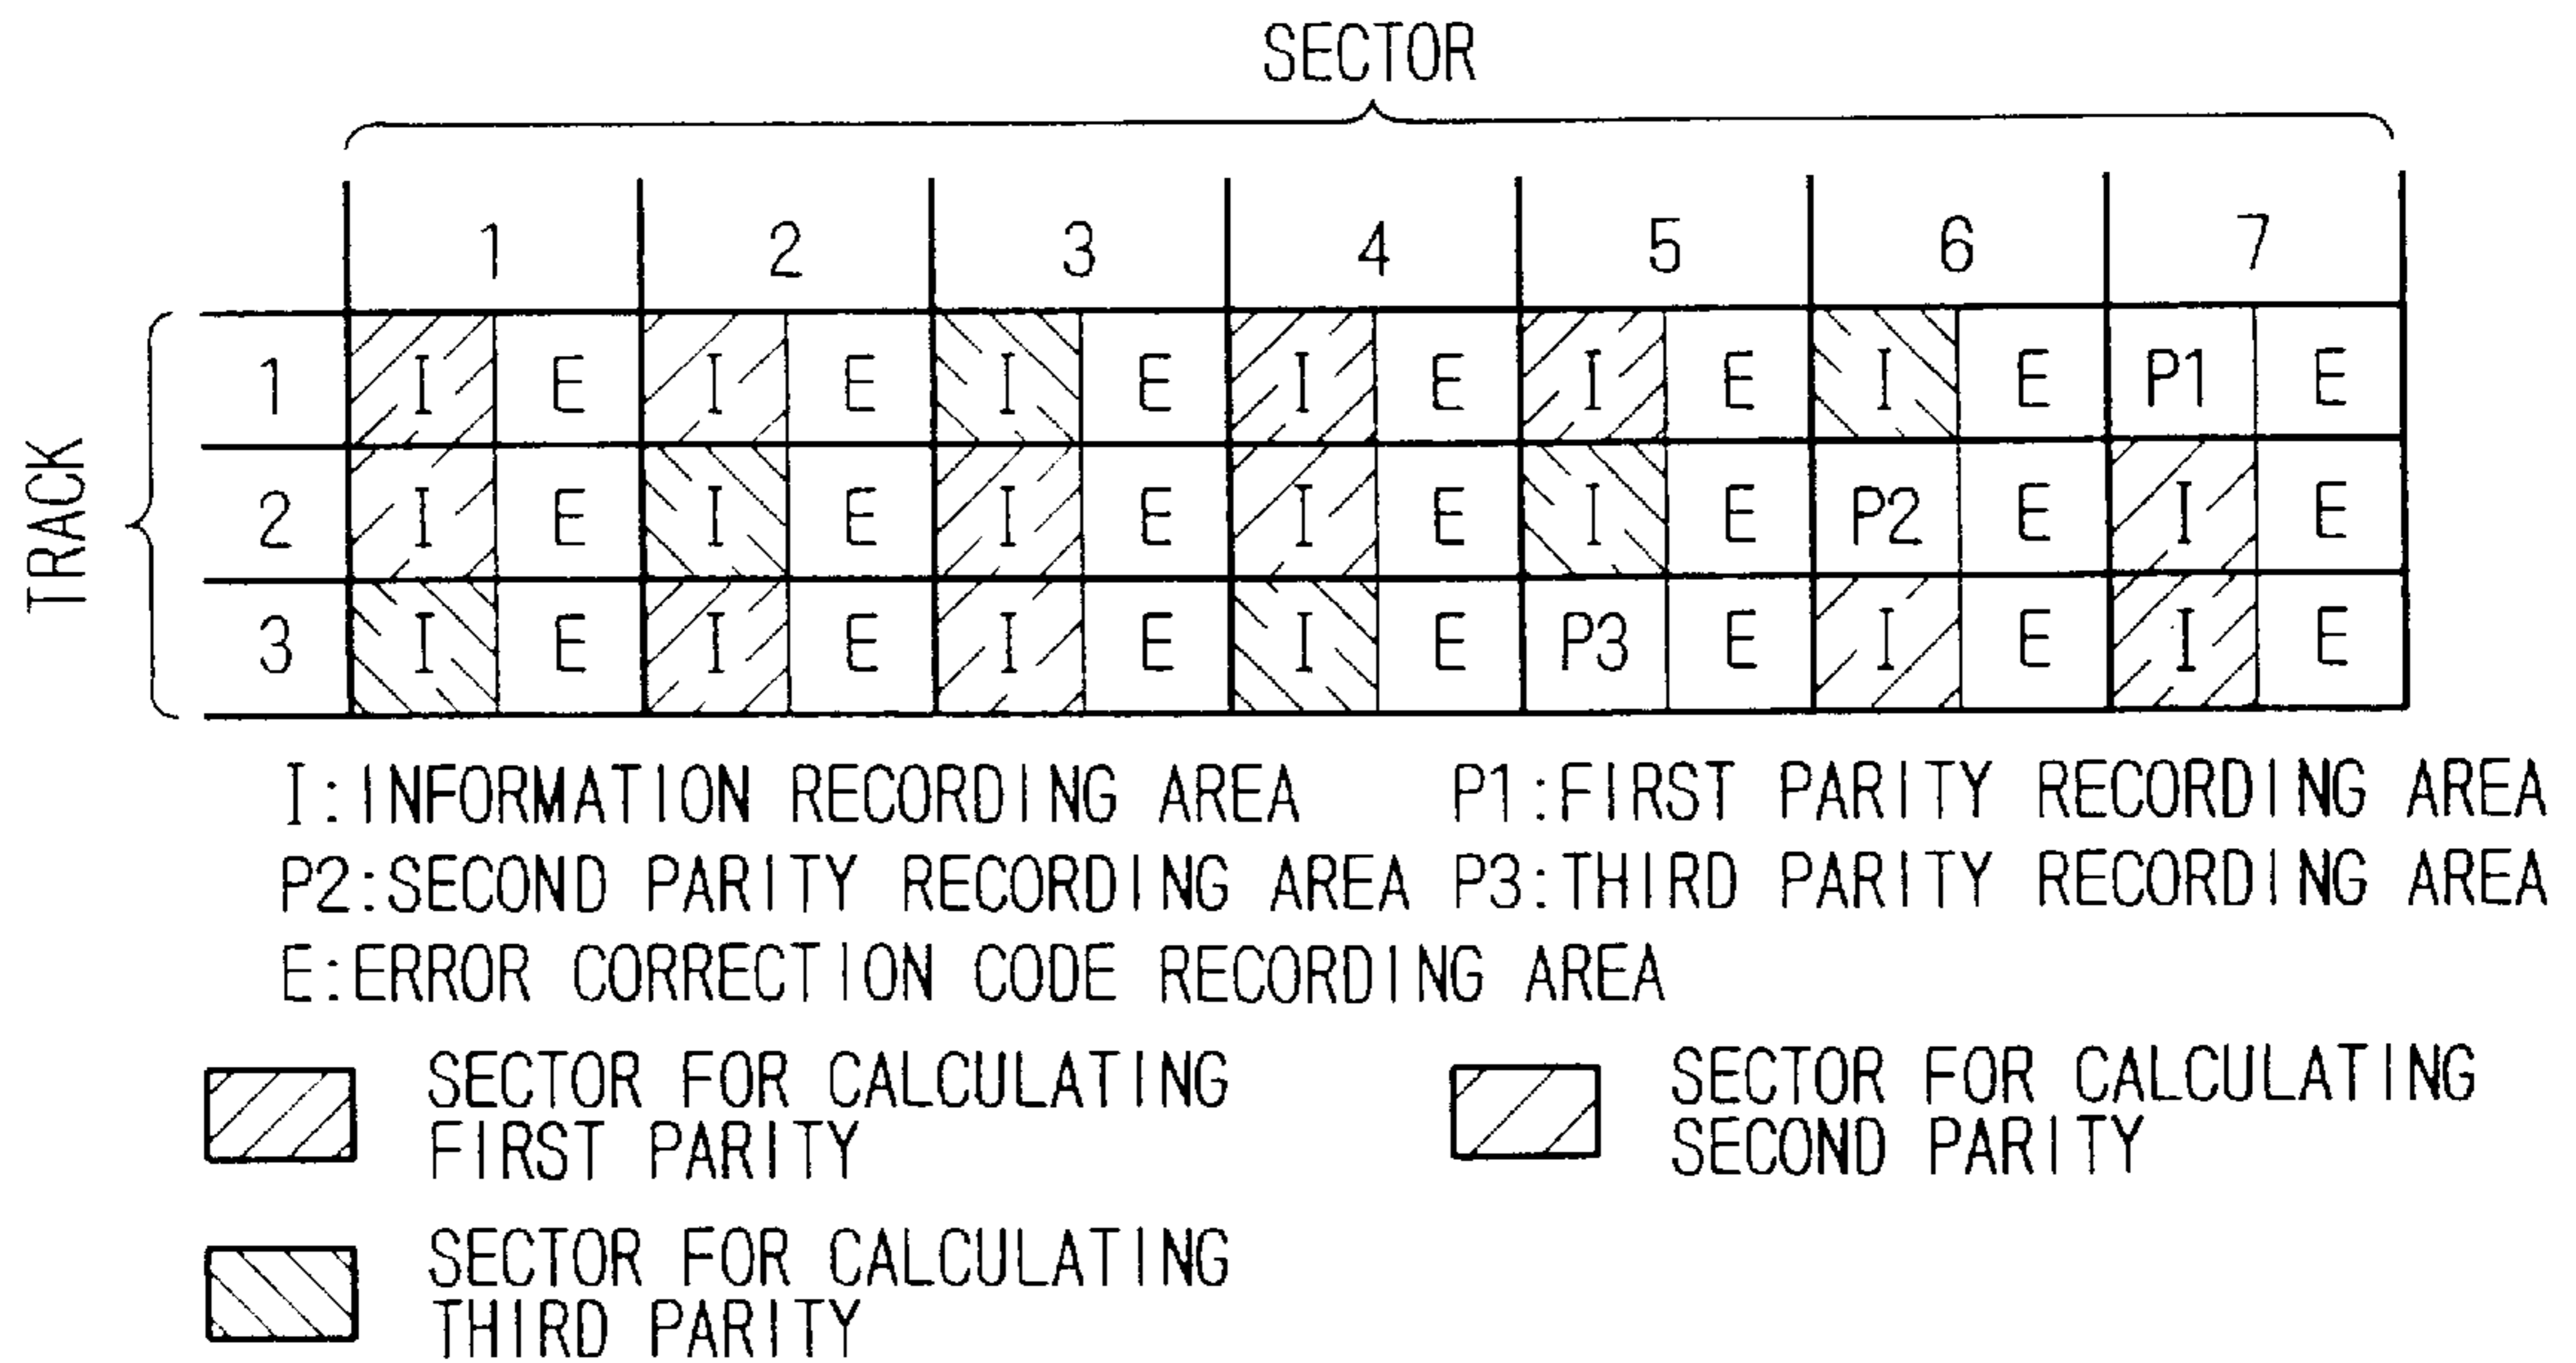 SECTOR
1 2 3 4 5 6 7
TRACK
1 I E I E I E I E I E I E P1 E
2 I E I E I E I E I E P2 E I E
3 I E I E I E I E P3 E I E I E
I:INFORMATION RECORDING AREA P1:FIRST PARITY RECORDING AREA
P2:SECOND PARITY RECORDING AREA P3:THIRD PARITY RECORDING AREA
E:ERROR CORRECTION CODE RECORDING AREA
SECTOR FOR CALCULATING
FIRST PARITY
SECTOR FOR CALCULATING
SECOND PARITY
SECTOR FOR CALCULATING
THIRD PARITY